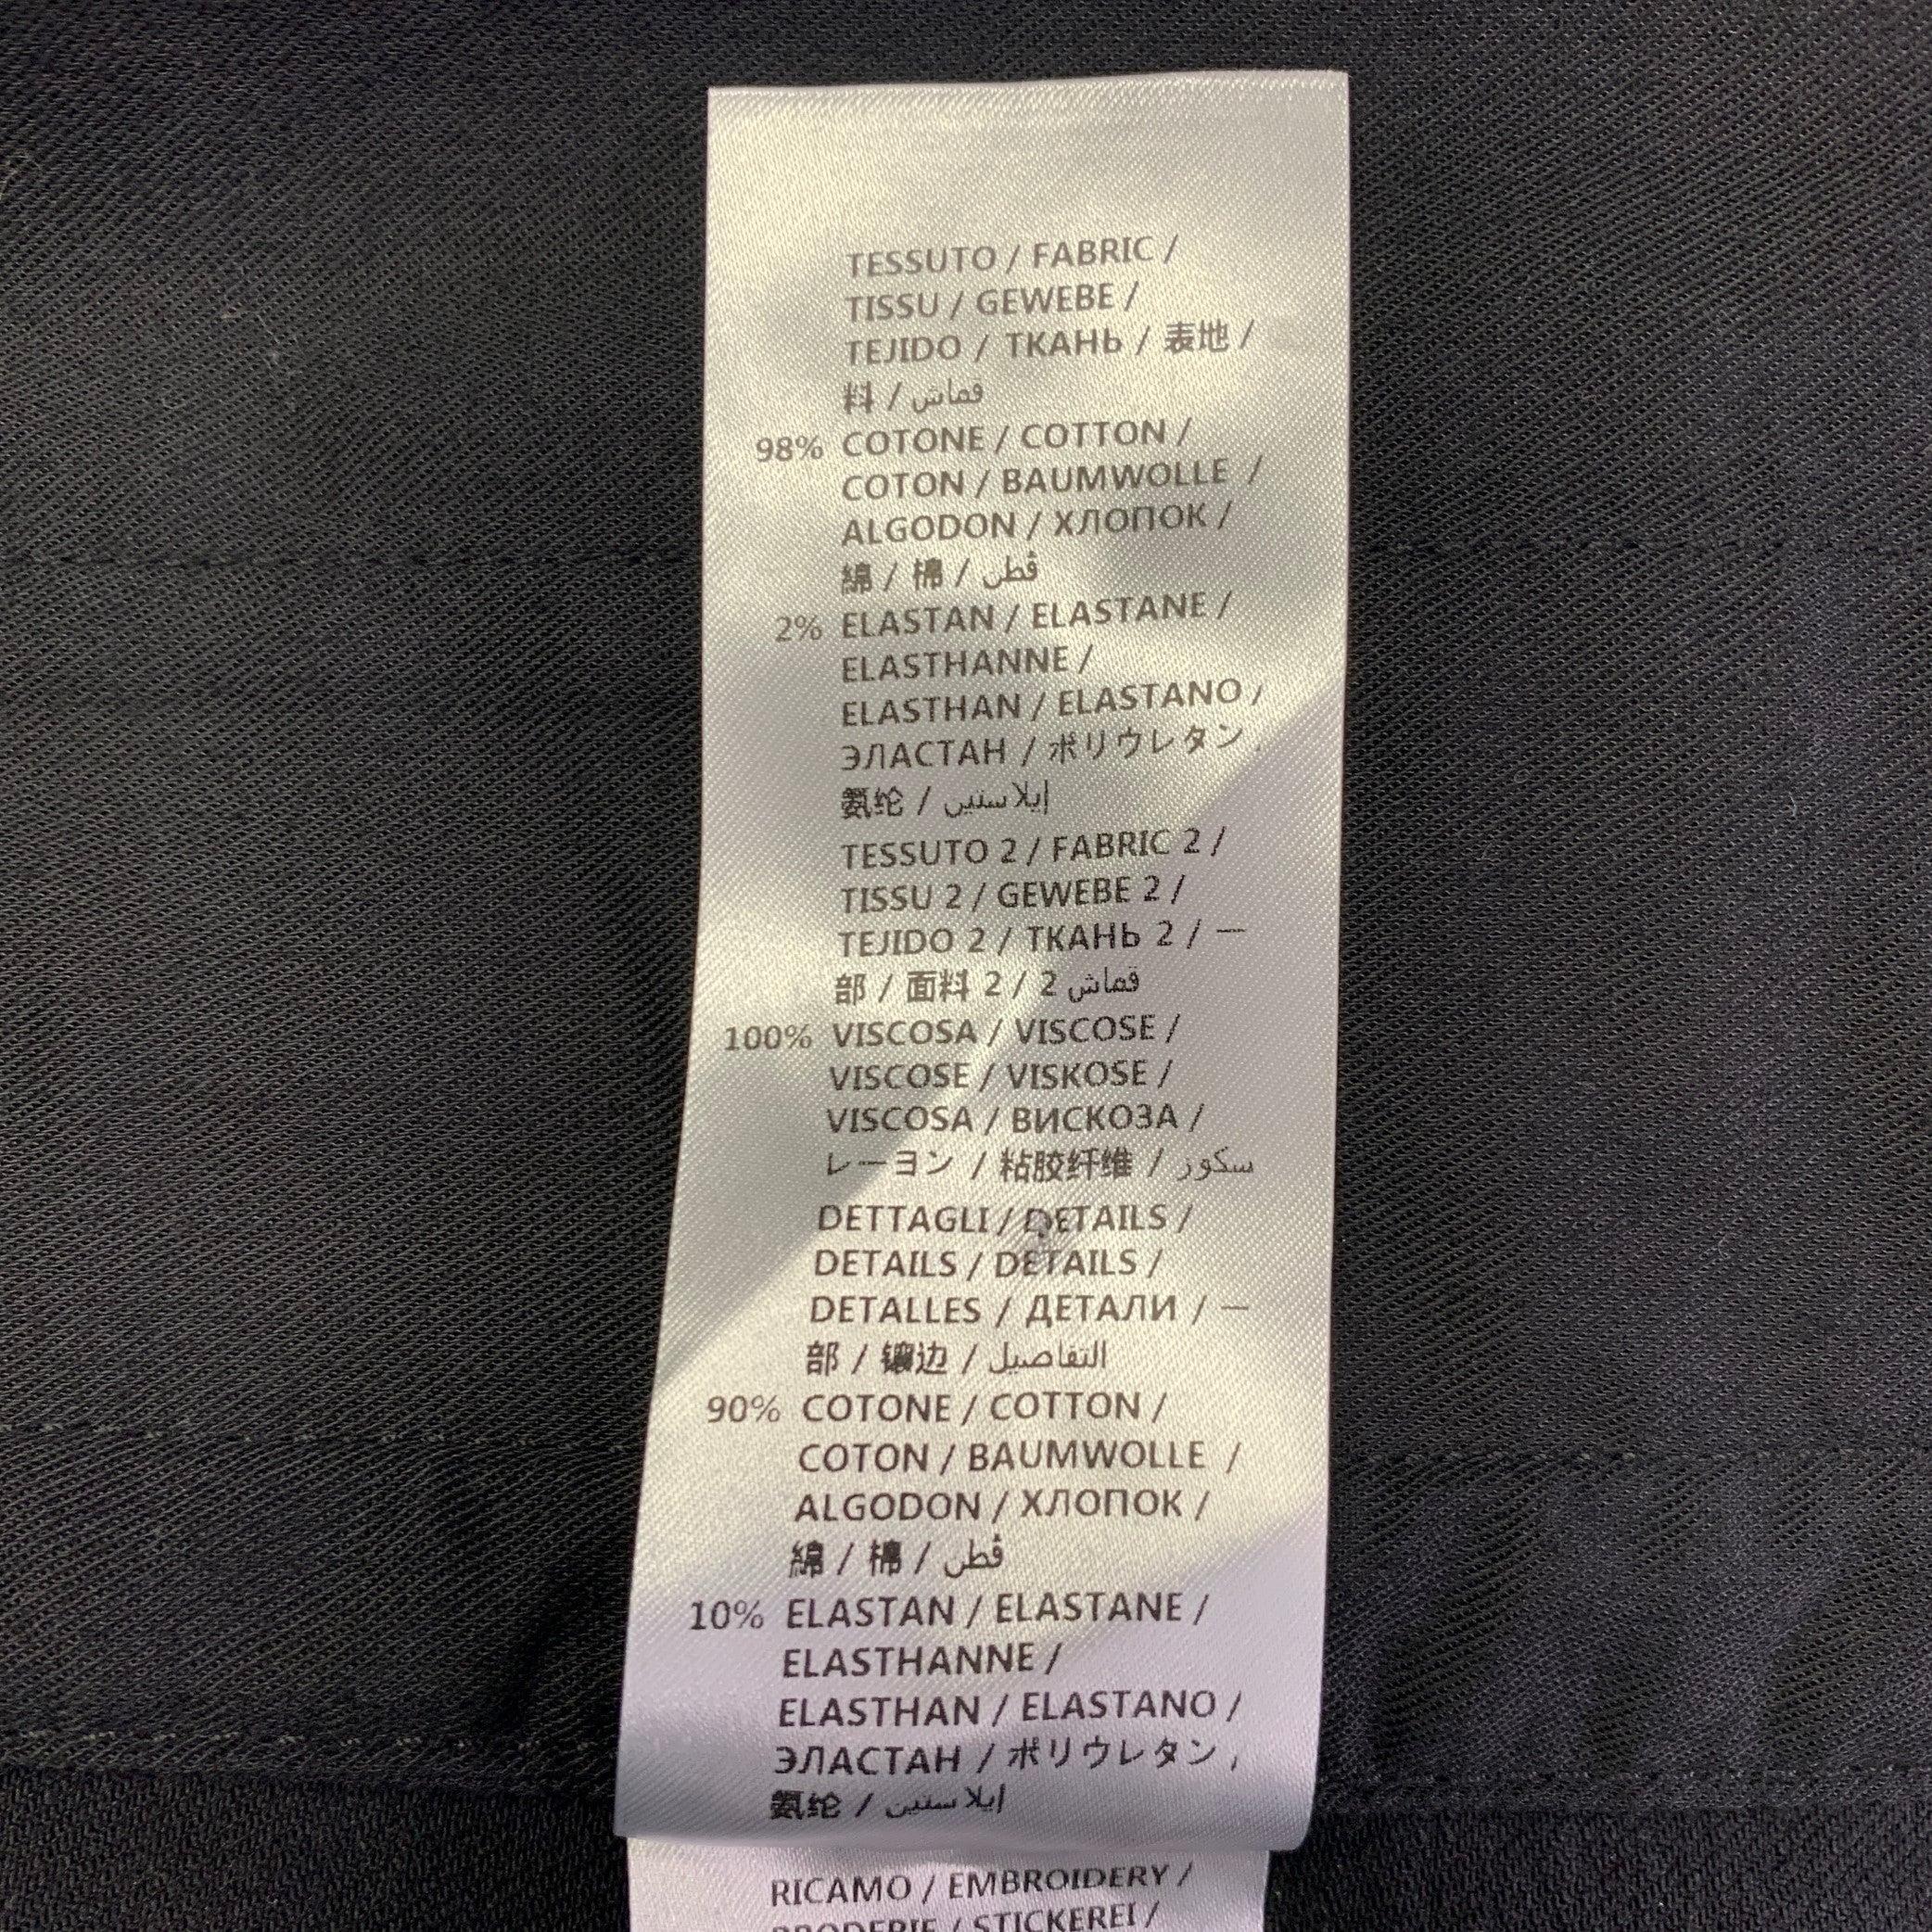 TESSUTO / FABRIC /
TISSU / GEWEBE /
TEJIDO / ТКАНЬ / 表地 /
料 / قماش
98% COTONE / COTTON /
COTON / BAUMWOLLE /
ALGODON / ХЛОПОК /
綿 / 棉 / قطن
2% ELASTAN / ELASTANE /
ELASTHANNE /
ELASTHAN / ELASTANO /
ЭЛАСТАН / ポリウレタン /
氨纶 / إيلاستين
TESSUTO 2 / FABRIC 2 /
TISSU 2 / GEWEBE 2 /
TEJIDO 2 / ТКАНЬ 2 / 一
部 / 面料 2 / 2 قماش
100% VISCOSA / VISCOSE /
VISCOSE / VISKOSE /
VISCOSA / ВИСКОЗА /
レーヨン / 粘胶纤维 / سكوز
DETTAGLI / DETAILS /
DETAILS / DETAILS /
DETALLES / ДЕТАЛИ / 一
部 / 镶边 / التفاصيل
90% COTONE / COTTON /
COTON / BAUMWOLLE /
ALGODON / ХЛОПОК /
綿 / 棉 / قطن
10% ELASTAN / ELASTANE /
ELASTHANNE /
ELASTHAN / ELASTANO /
ЭЛАСТАН / ポリウレタン /
氨纶 / إيلاستين
RICAMO / EMBROIDERY /
BRODERIE / STICKEREI /